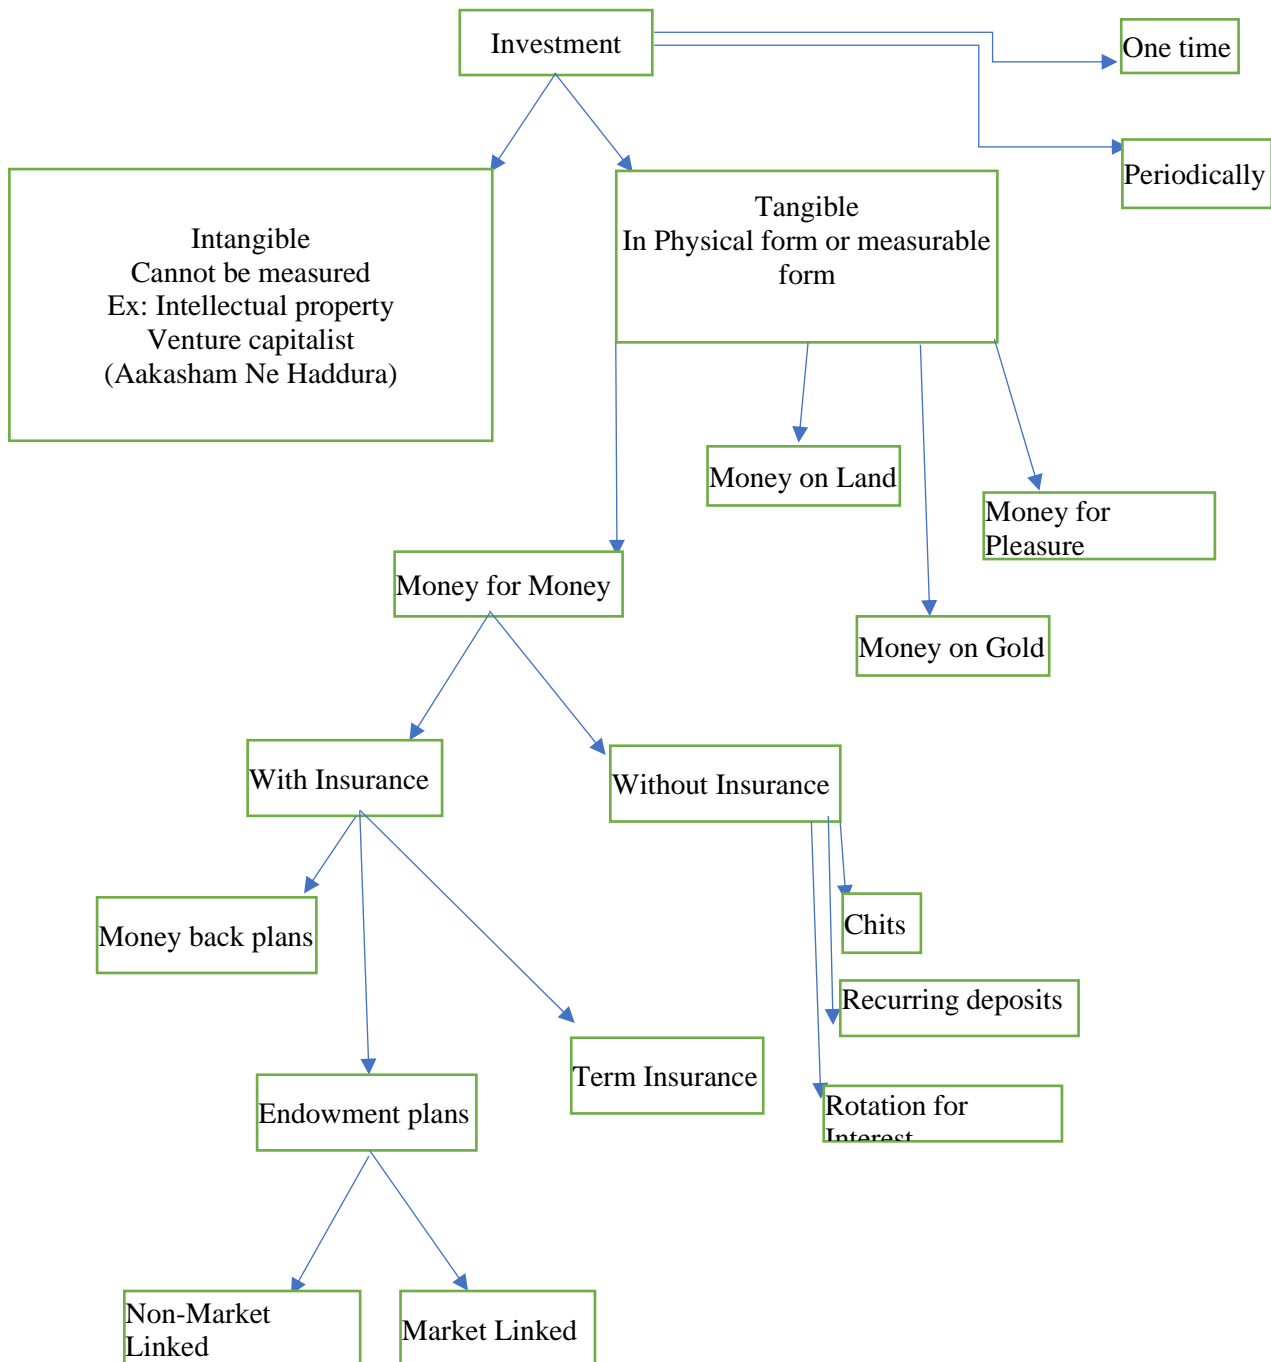 Investment
One time
Periodically
Intangible
Cannot be measured
Ex: Intellectual property
Venture capitalist
(Aakasham Ne Haddura)
Tangible
In Physical form or measurable
form
Money on Land
Money for
Pleasure
Money for Money
Money on Gold
With Insurance
Without Insurance
Money back plans
Chits
Recurring deposits
Term Insurance
Endowment plans
Rotation for
Interest
Non-Market
Linked
Market Linked